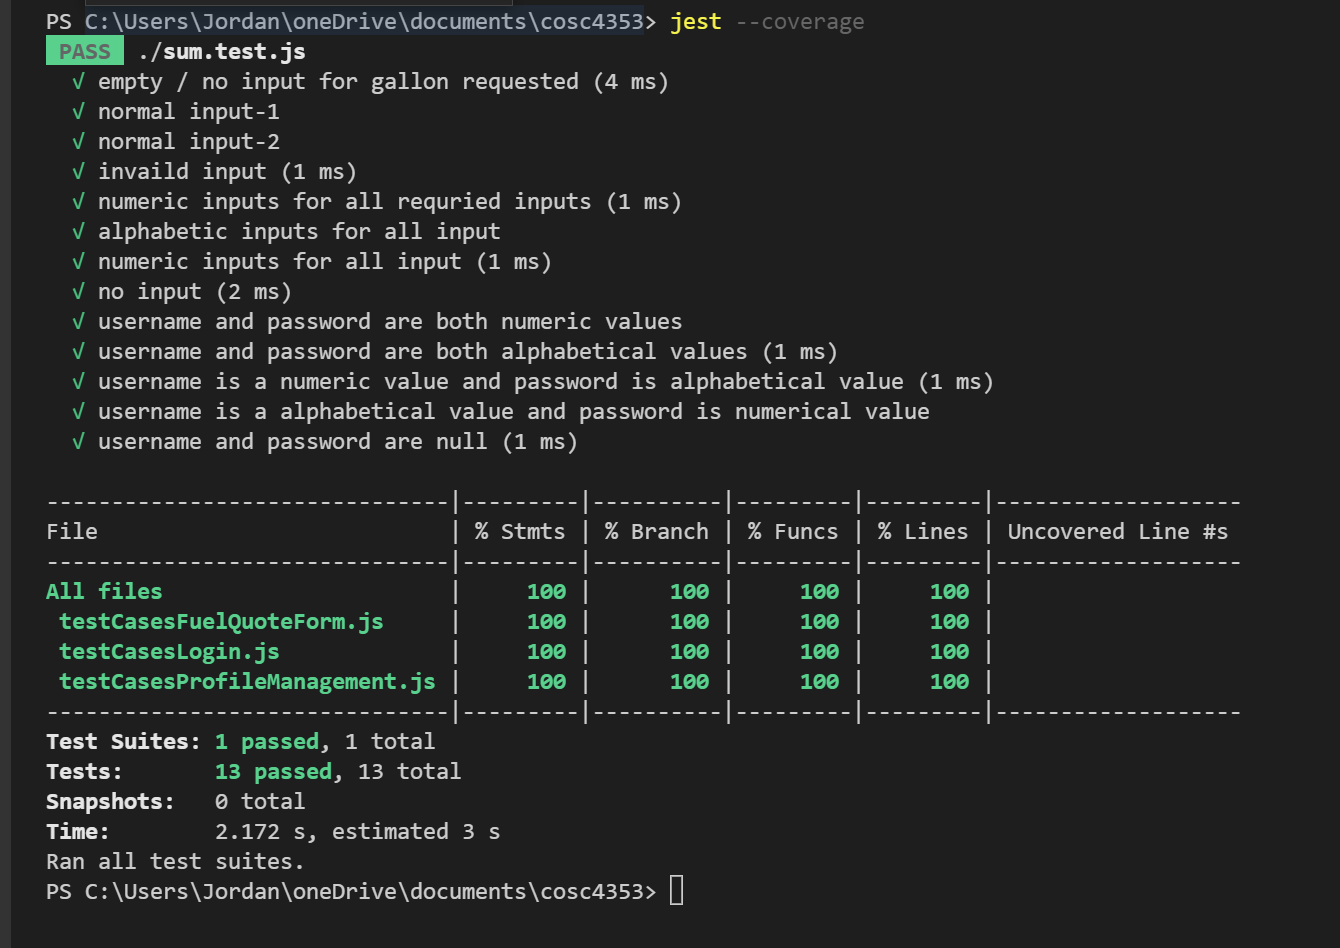 PS C:\Users\Jordan\oneDrive\documents\cosc4353> jest --coverage
PASS ./sum.test.js
√ empty / no input for gallon requested (4 ms)
√ normal input-1
√ normal input-2
√ invaild input (1 ms)
√ numeric inputs for all requried inputs (1 ms)
√ alphabetic inputs for all input
√ numeric inputs for all input (1 ms)
√ no input (2 ms)
√ username and password are both numeric values
√ username and password are both alphabetical values (1 ms)
√ username is a numeric value and password is alphabetical value (1 ms)
√ username is a alphabetical value and password is numerical value
√ username and password are null (1 ms)
-------------------------------|---------|----------|---------|---------|-------------------
File                           | % Stmts | % Branch | % Funcs | % Lines | Uncovered Line #s
-------------------------------|---------|----------|---------|---------|-------------------
All files                      |     100 |      100 |     100 |     100 |
 testCasesFuelQuoteForm.js     |     100 |      100 |     100 |     100 |
 testCasesLogin.js             |     100 |      100 |     100 |     100 |
 testCasesProfileManagement.js |     100 |      100 |     100 |     100 |
-------------------------------|---------|----------|---------|---------|-------------------
Test Suites: 1 passed, 1 total
Tests:       13 passed, 13 total
Snapshots:   0 total
Time:        2.172 s, estimated 3 s
Ran all test suites.
PS C:\Users\Jordan\oneDrive\documents\cosc4353>